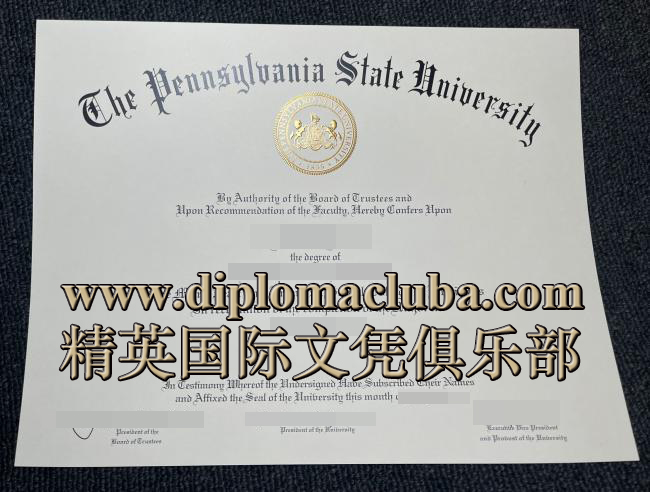 The Pennsylvania State University
By Authority of the Board of Trustees and
Upon Recommendation of the Faculty, Hereby Confers Upon
the degree of
www.diplomacluba.com
精英国际文凭俱乐部
In Testimony Whereof the Undersigned Have Subscribed Their Names
and Affixed the Seal of the University this month
President of the
Board of Trustees
President of the University
Executive Vice President
and Provost of the University